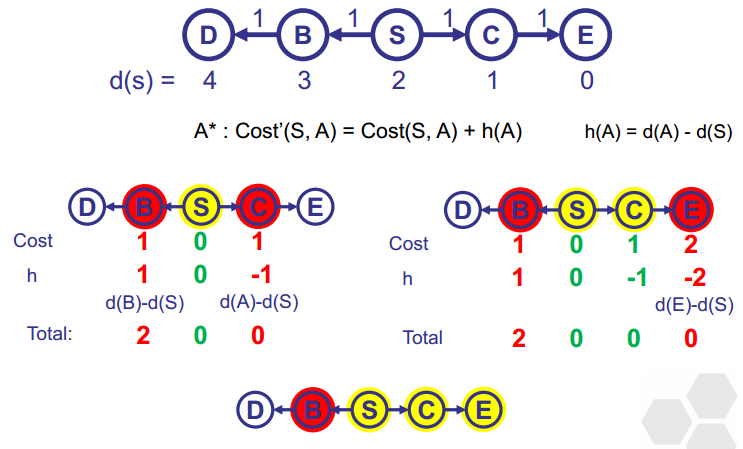 1 1 1 1
D B S C E
d(s) = 4 3 2 1 0
A* : Cost'(S, A) = Cost(S, A) + h(A) h(A) = d(A) - d(S)
D B S C E
Cost 1 0 1
h 1 0 -1
d(B)-d(S) d(A)-d(S)
Total: 2 0 0
D B S C E
Cost 1 0 1 2
h 1 0 -1 -2
d(E)-d(S)
Total 2 0 0 0
D B S C E